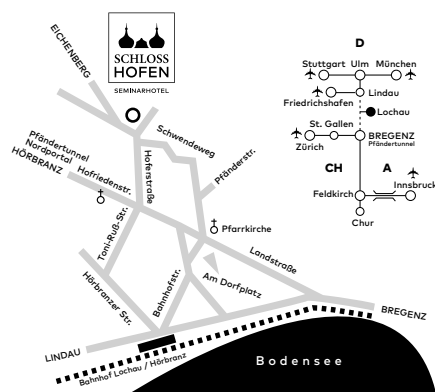 SCHLOSS
HOFEN
SEMINARHOTEL
EICHENBERG
Schwendeweg
Pfänderstr.
Pfändertunnel
Nordportal
HÖRBRANZ
Hofriedenstr.
Hoferstraße
Toni-Ruß-Str.
Pfarrkirche
Landstraße
Am Dorfplatz
Bahnhofstr.
Hörbranzer Str.
LINDAU
BREGENZ
Bahnhof Lochau / Hörbranz
Bodensee
D
Stuttgart Ulm München
Lindau
Friedrichshafen
Lochau
St. Gallen
Zürich
BREGENZ
Pfändertunnel
CH A
Innsbruck
Feldkirch
Chur